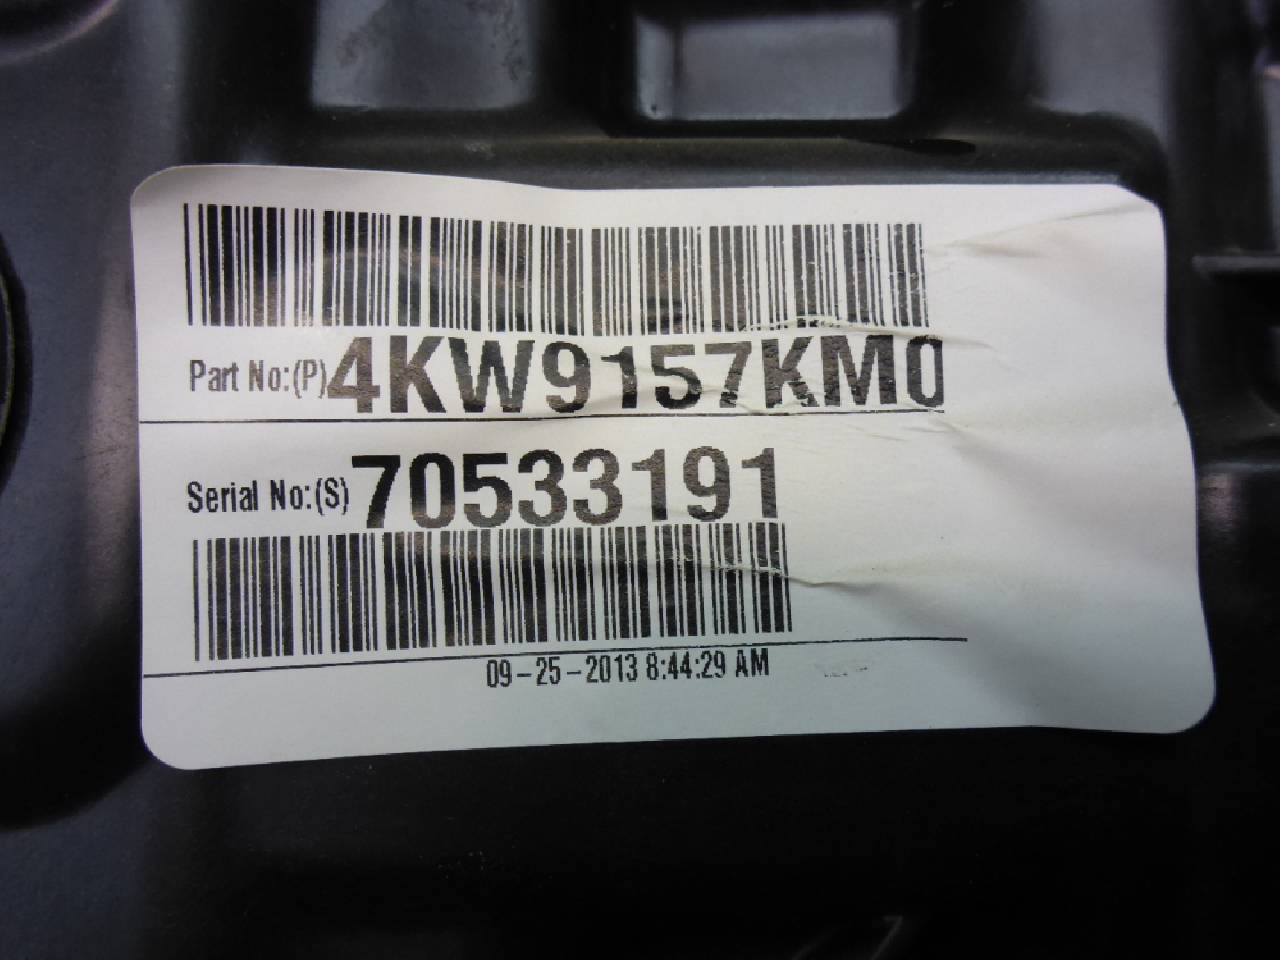 Part No:(P) 4KW9157KM0
Serial No:(S) 70533191
09-25-2013 8:44:29 AM